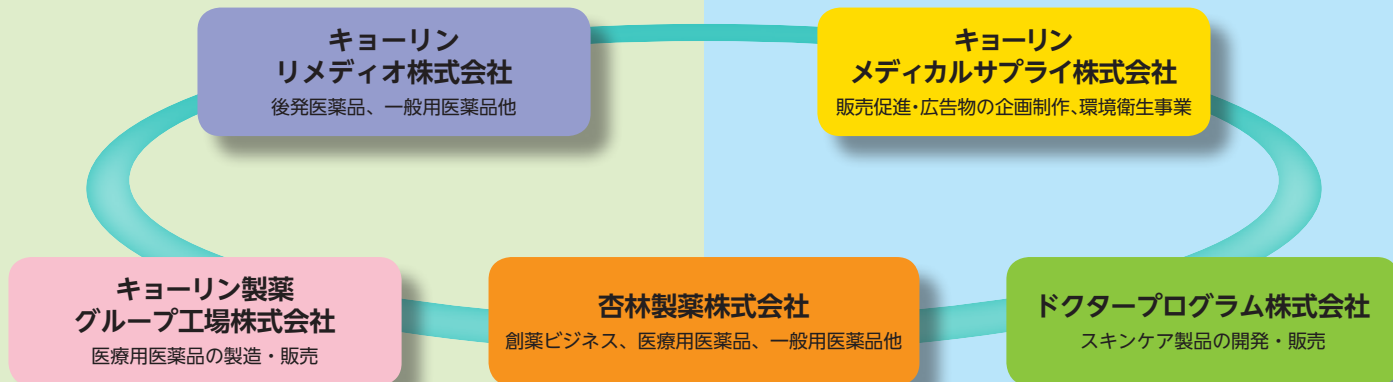 キョーリン
リメディオ株式会社
後発医薬品、一般用医薬品他
キョーリン
メディカルサプライ株式会社
販売促進・広告物の企画制作、環境衛生事業
キョーリン製薬
グループ工場株式会社
医療用医薬品の製造・販売
杏林製薬株式会社
創薬ビジネス、医療用医薬品、一般用医薬品他
ドクタープログラム株式会社
スキンケア製品の開発・販売